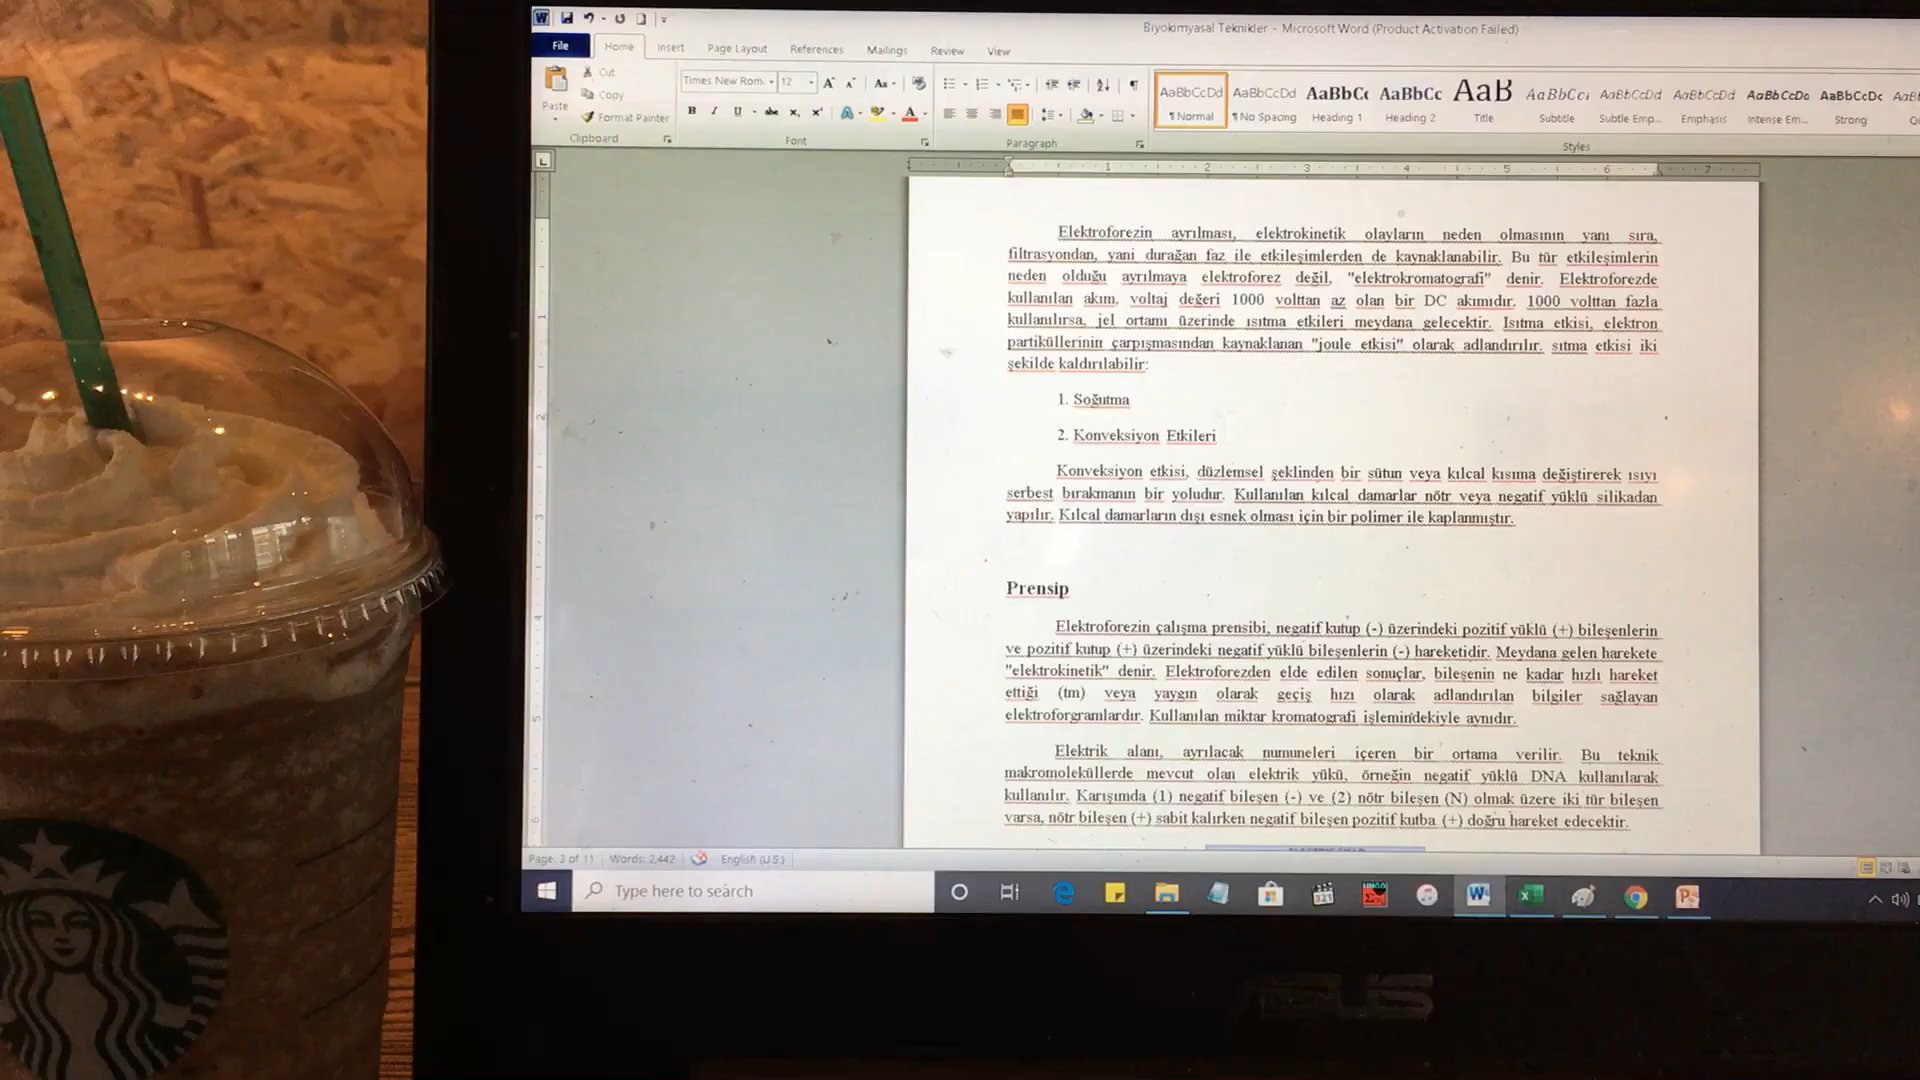 Biyokimyasal Teknikler - Microsoft Word (Product Activation Failed)
File Home Insert Page Layout References Mailings Review View
Paste
Cut
Copy
Format Painter
Clipboard
Times New Rom 12
Font
Paragraph
AaBbCcDd AaBbCcDd AaBbCc AaBbCc AaB AaBbCcDd AaBbCcDd AaBbCcDc AaBbCcDc
¶ Normal ¶ No Spacing Heading 1 Heading 2 Title Subtitle Subtle Emp... Emphasis Intense Em... Strong
Styles
1 2 3 4 5 6 7
Elektroforezin ayrılması, elektrokinetik olayların neden olmasının yanı sıra,
filtrasyondan, yani durağan faz ile etkileşimlerden de kaynaklanabilir. Bu tür etkileşimlerin
neden olduğu ayrılmaya elektroforez değil, "elektrokromatografi" denir. Elektroforezde
kullanılan akım, voltaj değeri 1000 volttan az olan bir DC akımıdır. 1000 volttan fazla
kullanılırsa, jel ortamı üzerinde ısıtma etkileri meydana gelecektir. Isıtma etkisi, elektron
partiküllerinin çarpışmasından kaynaklanan "joule etkisi" olarak adlandırılır. sıtma etkisi iki
şekilde kaldırılabilir:
1. Soğutma
2. Konveksiyon Etkileri
Konveksiyon etkisi, düzlemsel şeklinden bir sütun veya kılcal kısıma değiştirerek ısıyı
serbest bırakmanın bir yoludur. Kullanılan kılcal damarlar nötr veya negatif yüklü silikadan
yapılır. Kılcal damarların dışı esnek olması için bir polimer ile kaplanmıştır.
Prensip
Elektroforezin çalışma prensibi, negatif kutup (-) üzerindeki pozitif yüklü (+) bileşenlerin
ve pozitif kutup (+) üzerindeki negatif yüklü bileşenlerin (-) hareketidir. Meydana gelen harekete
"elektrokinetik" denir. Elektroforezden elde edilen sonuçlar, bileşenin ne kadar hızlı hareket
ettiği (tm) veya yaygın olarak geçiş hızı olarak adlandırılan bilgiler sağlayan
elektroforgramlardır. Kullanılan miktar kromatografi işlemindekiyle aynıdır.
Elektrik alanı, ayrılacak numuneleri içeren bir ortama verilir. Bu teknik
makromoleküllerde mevcut olan elektrik yükü, örneğin negatif yüklü DNA kullanılarak
kullanılır. Karışımda (1) negatif bileşen (-) ve (2) nötr bileşen (N) olmak üzere iki tür bileşen
varsa, nötr bileşen (+) sabit kalırken negatif bileşen pozitif kutba (+) doğru hareket edecektir.
Page: 3 of 11 Words: 2,442 English (U.S.)
Type here to search
ASUS